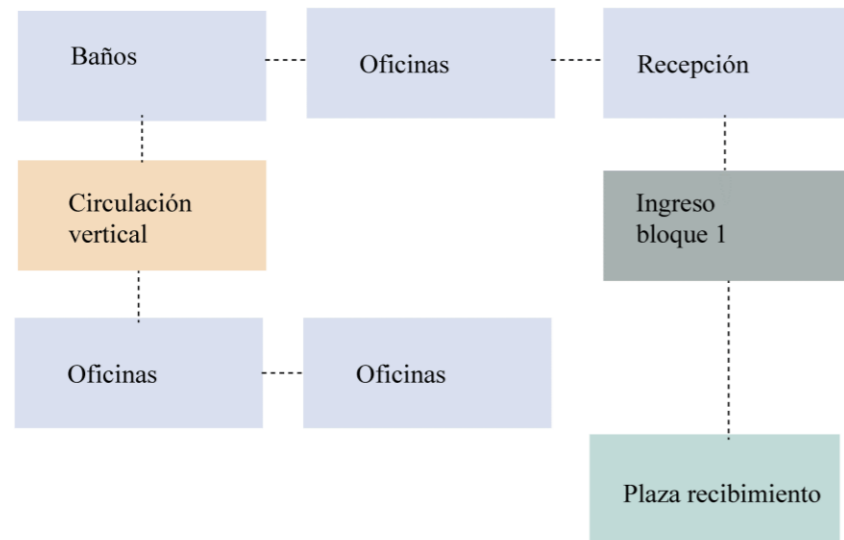 Baños
Oficinas
Recepción
Circulación
vertical
Ingreso
bloque 1
Oficinas
Oficinas
Plaza recibimiento